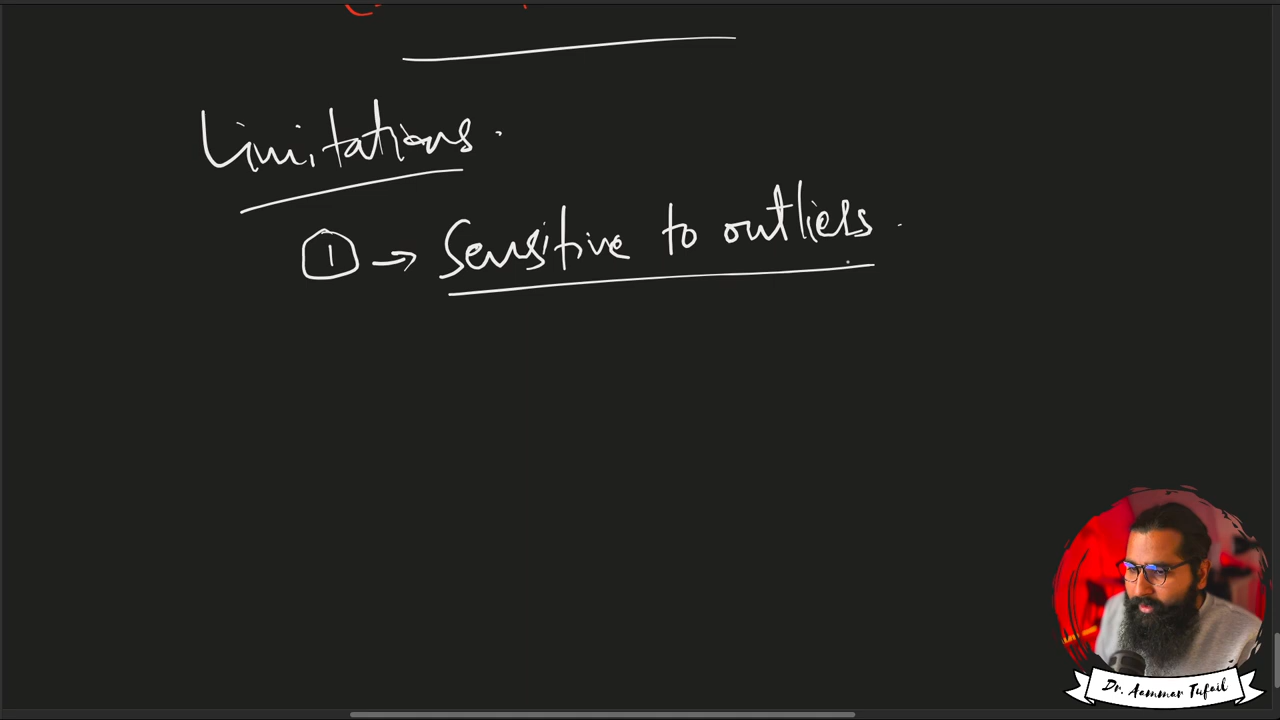 Limitations.
① → Sensitive to outliers.
Dr. Aammar Tufail